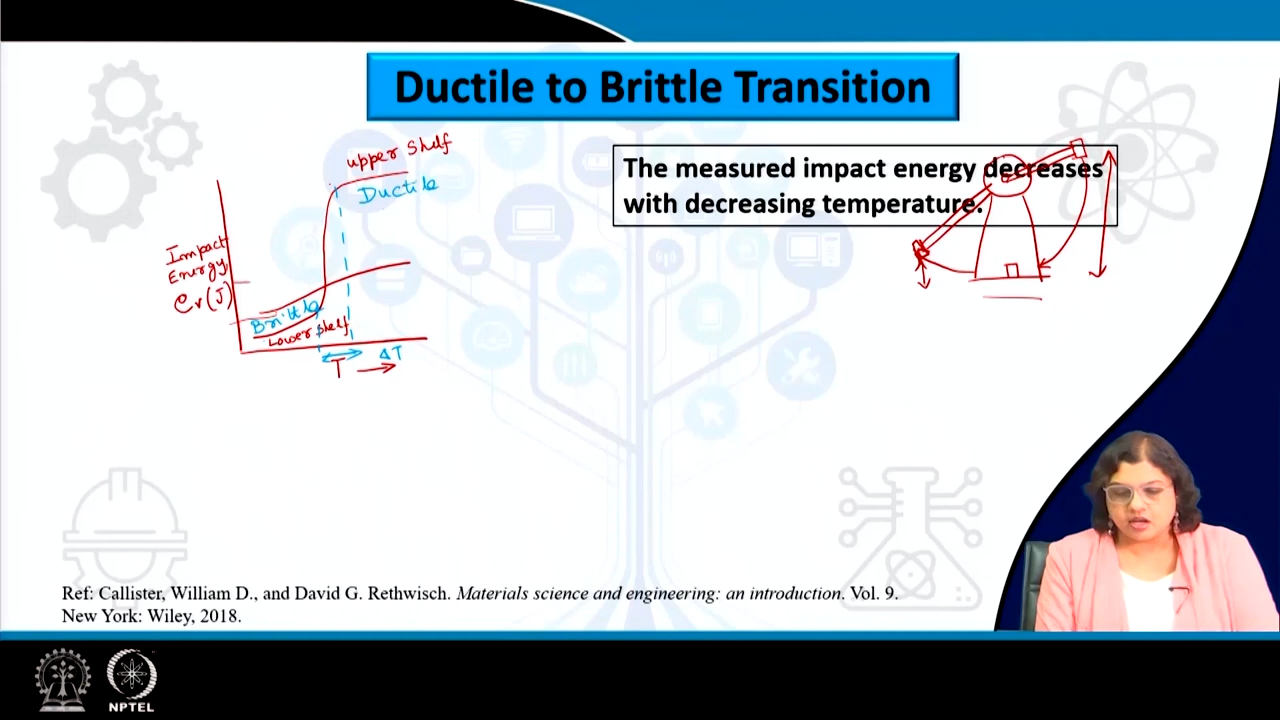 Ductile to Brittle Transition
The measured impact energy decreases
with decreasing temperature.
upper shelf
Ductile
Impact
Energy
Cv(J)
Brittle
Lower shelf
ΔT
T
Ref: Callister, William D., and David G. Rethwisch. Materials science and engineering: an introduction. Vol. 9.
New York: Wiley, 2018.
NPTEL